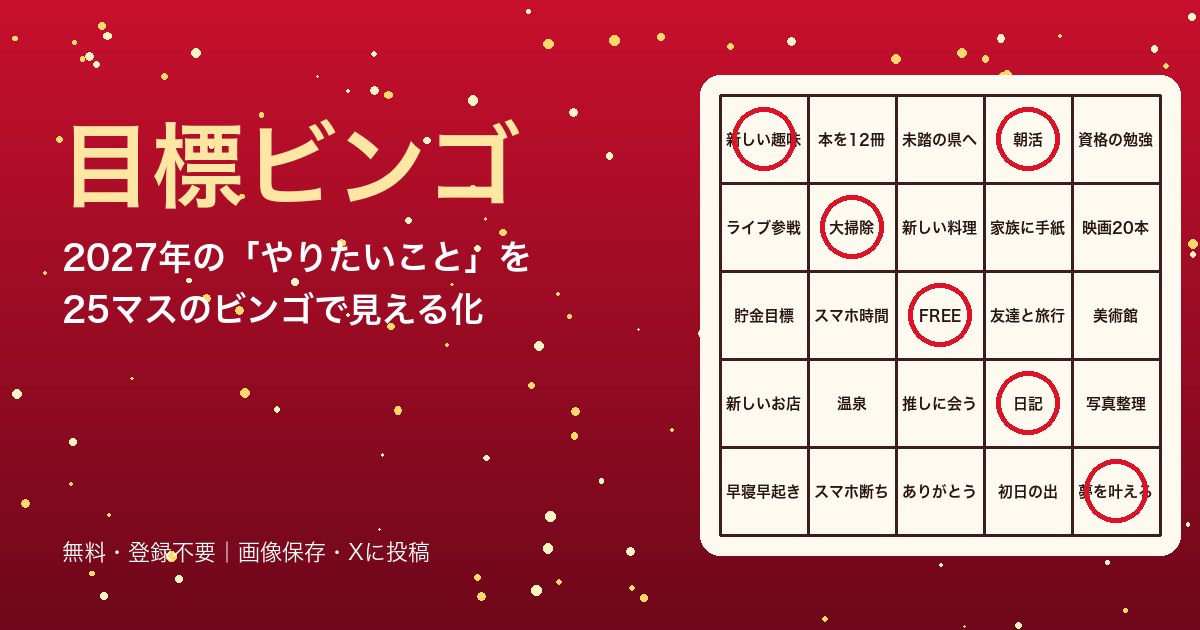 目標ビンゴ
2027年の「やりたいこと」を
25マスのビンゴで見える化
無料・登録不要｜画像保存・Xに投稿
新しい趣味 本を12冊 未踏の県へ 朝活 資格の勉強
ライブ参戦 大掃除 新しい料理 家族に手紙 映画20本
貯金目標 スマホ時間 FREE 友達と旅行 美術館
新しいお店 温泉 推しに会う 日記 写真整理
早寝早起き スマホ断ち ありがとう 初日の出 夢を叶える